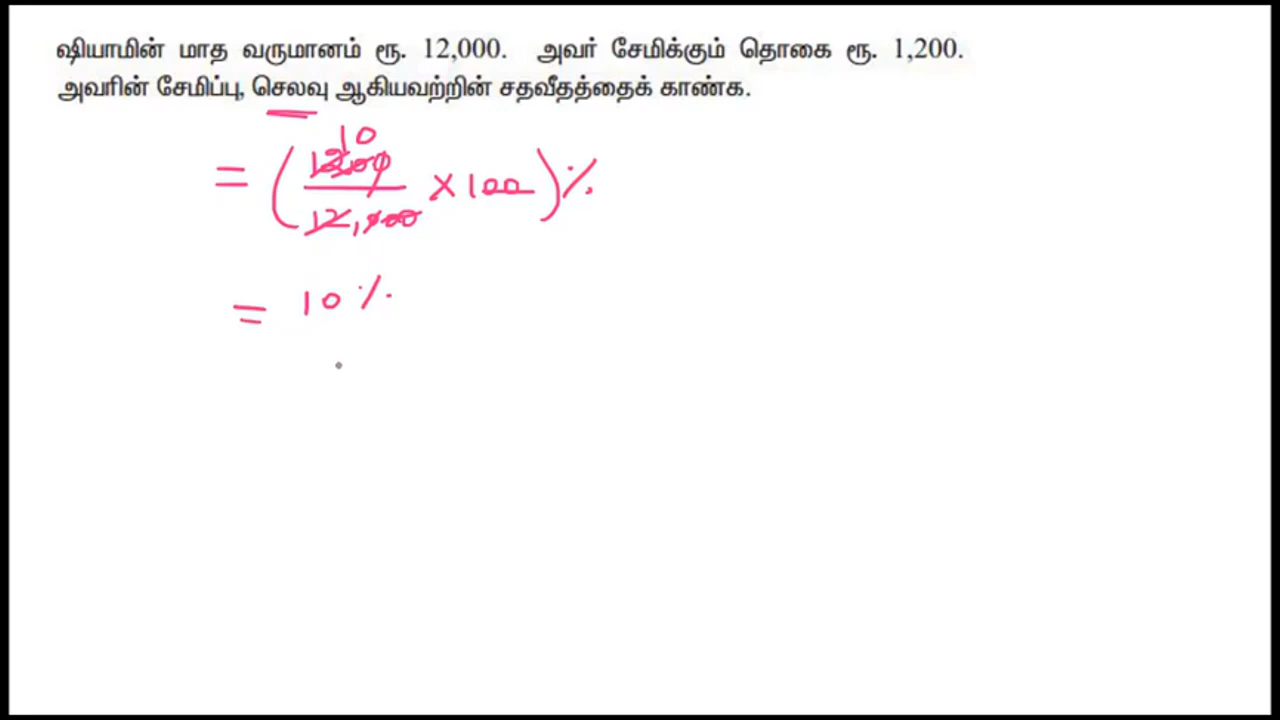 ஷியாமின் மாத வருமானம் ரூ. 12,000. அவர் சேமிக்கும் தொகை ரூ. 1,200.
அவரின் சேமிப்பு, செலவு ஆகியவற்றின் சதவீதத்தைக் காண்க.
10
= (1200/12,000 × 100) %
= 10 %